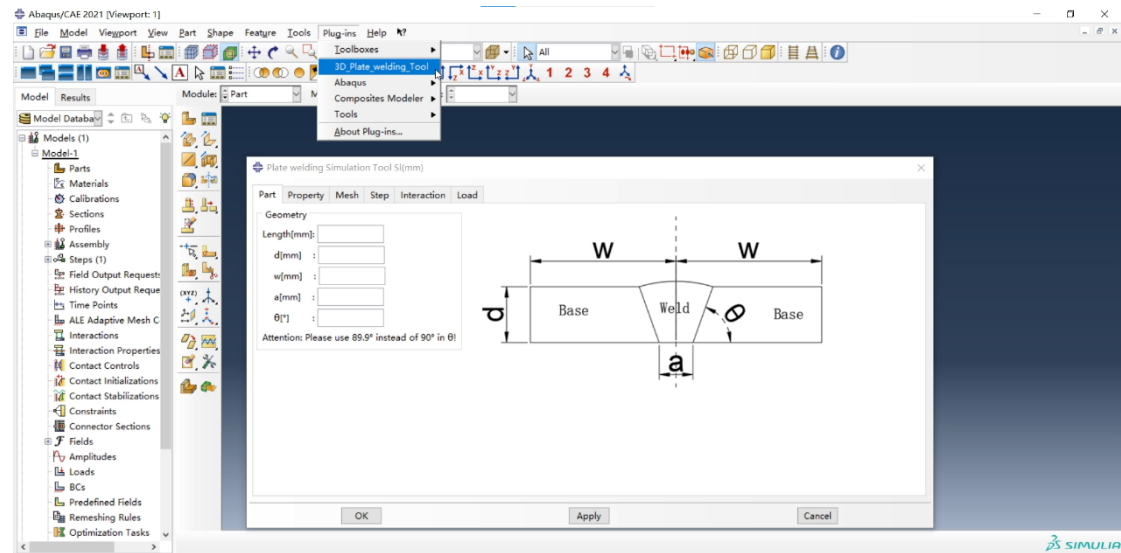 Abaqus/CAE 2021 [Viewport: 1]
File Model Viewport View Part Shape Feature Tools Plug-ins Help
All
Toolboxes
3D_Plate_welding_Tool
Abaqus
Composites Modeler
Tools
About Plug-ins...
1 2 3 4
Model Results
Module: Part
Model Databa
Models (1)
Model-1
Parts
Materials
Calibrations
Sections
Profiles
Assembly
Steps (1)
Field Output Requests
History Output Reque
Time Points
ALE Adaptive Mesh C
Interactions
Interaction Properties
Contact Controls
Contact Initializations
Contact Stabilizations
Constraints
Connector Sections
Fields
Amplitudes
Loads
BCs
Predefined Fields
Remeshing Rules
Optimization Tasks
(XYZ)
Plate welding Simulation Tool SI(mm)
Part Property Mesh Step Interaction Load
Geometry
Length[mm]:
d[mm] :
w[mm] :
a[mm] :
θ[°] :
Attention: Please use 89.9° instead of 90° in θ!
W W
d Base Weld θ Base
a
OK Apply Cancel
SIMULIA